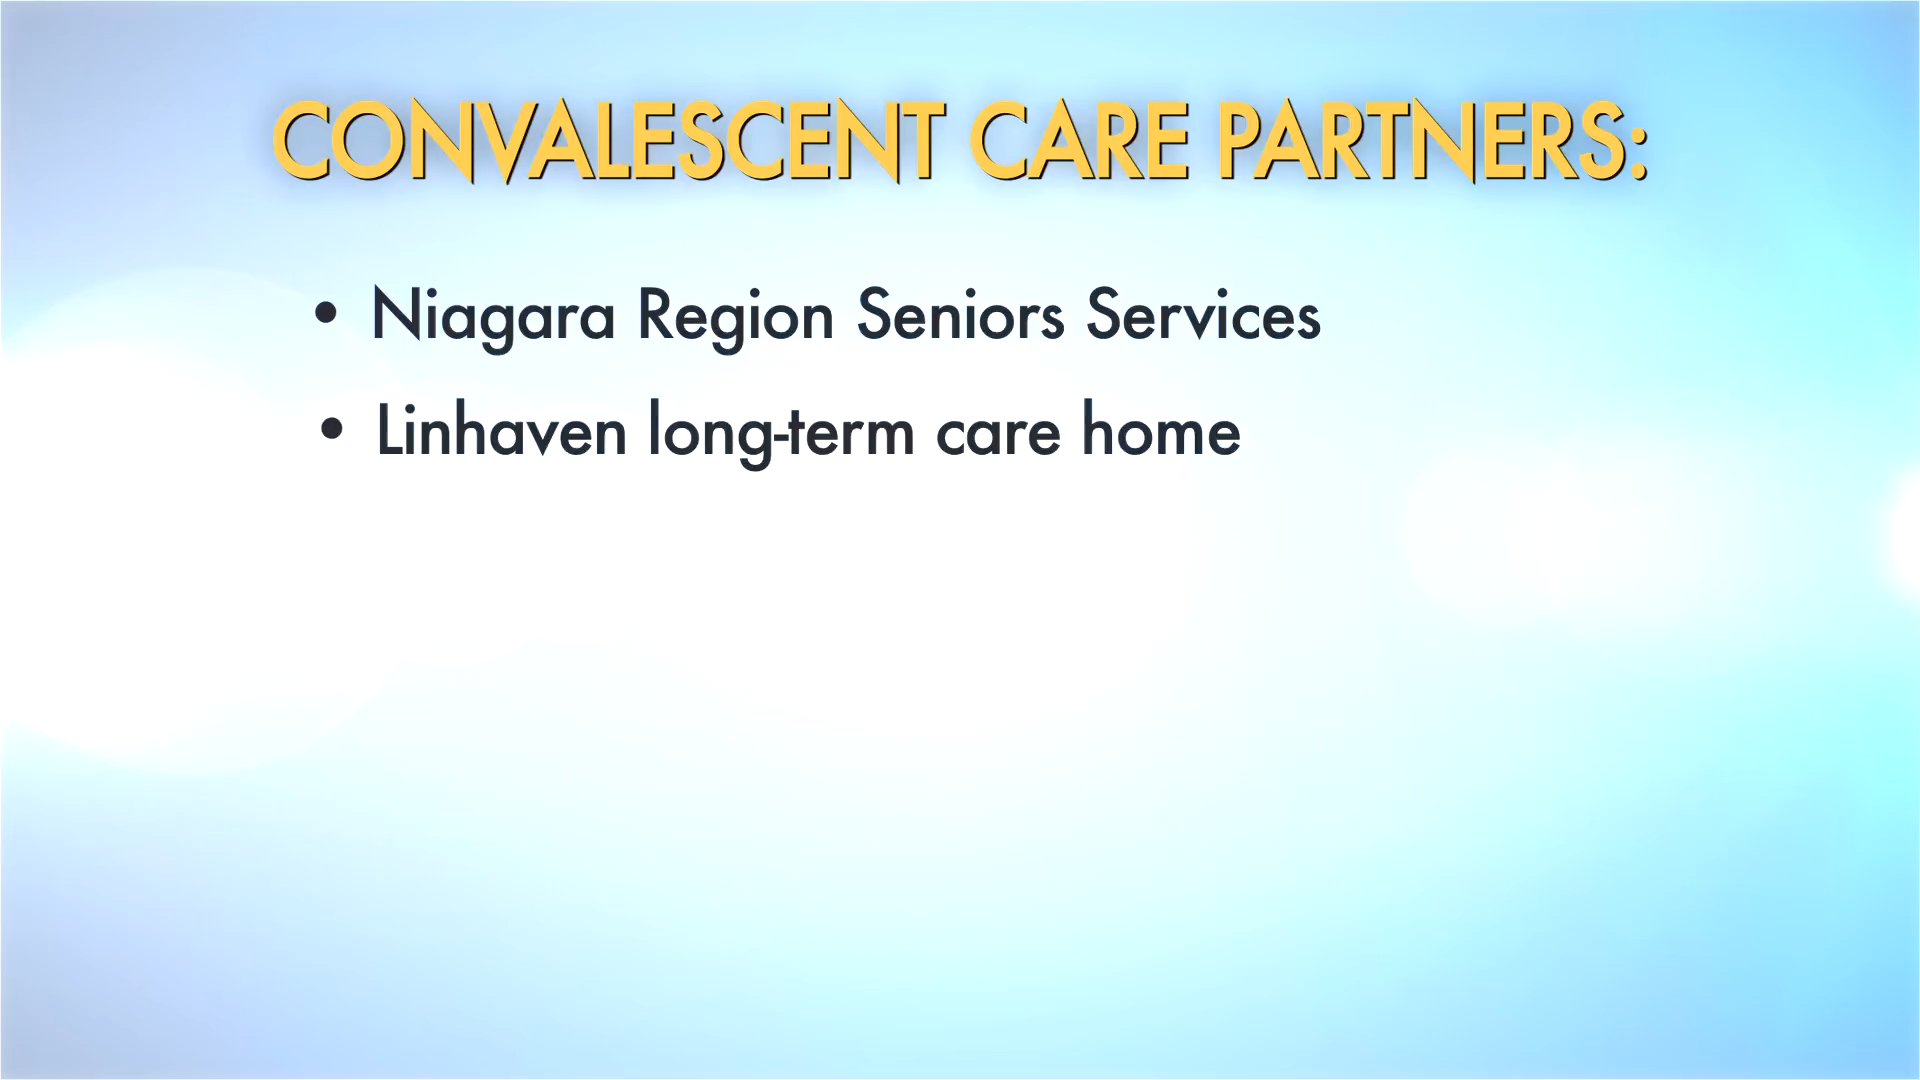 CONVALESCENT CARE PARTNERS:
• Niagara Region Seniors Services
• Linhaven long-term care home